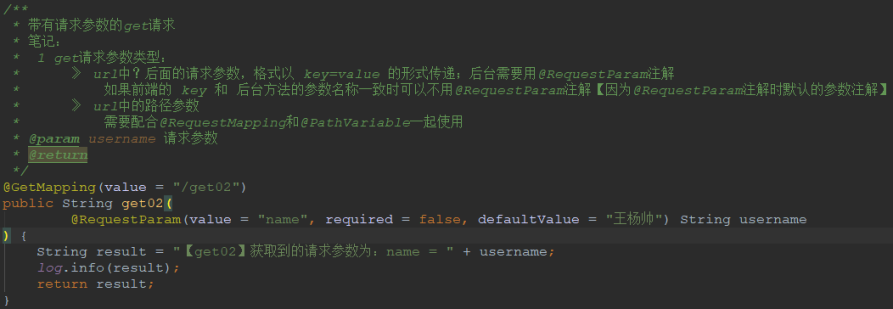 /**
 * 带有请求参数的get请求
 * 笔记:
 *  1 get请求参数类型:
 *      》 url中？后面的请求参数，格式以 key=value 的形式传递；后台需要用@RequestParam注解
 *          如果前端的 key 和 后台方法的参数名称一致时可以不用@RequestParam注解【因为@RequestParam注解时默认的参数注解】
 *      》 url中的路径参数
 *          需要配合@RequestMapping和@PathVariable一起使用
 * @param username 请求参数
 * @return
 */
@GetMapping(value = "/get02")
public String get02(
        @RequestParam(value = "name", required = false, defaultValue = "王杨帅") String username
) {
    String result = "【get02】获取到的请求参数为：name = " + username;
    log.info(result);
    return result;
}